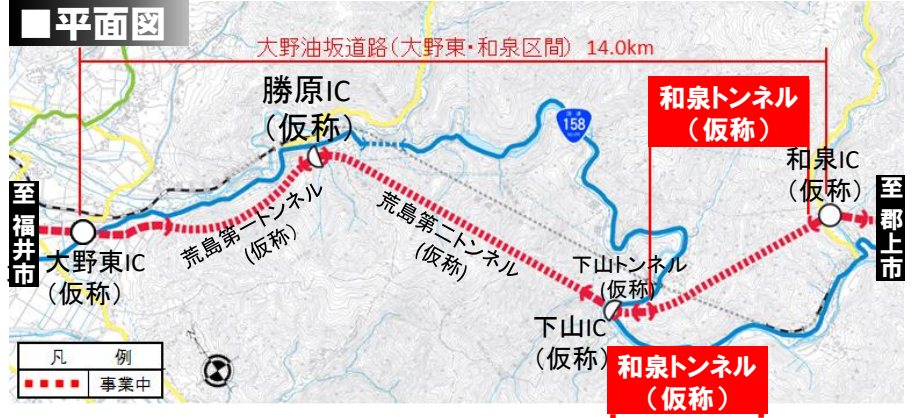 ■平面図
大野油坂道路(大野東・和泉区間) 14.0km
勝原IC
(仮称)
国道
158
和泉トンネル
(仮称)
和泉IC
(仮称)
至 福井市
至 郡上市
大野東IC
(仮称)
荒島第一トンネル
(仮称)
荒島第二トンネル
(仮称)
下山トンネル
(仮称)
下山IC
(仮称)
和泉トンネル
(仮称)
凡 例
事業中